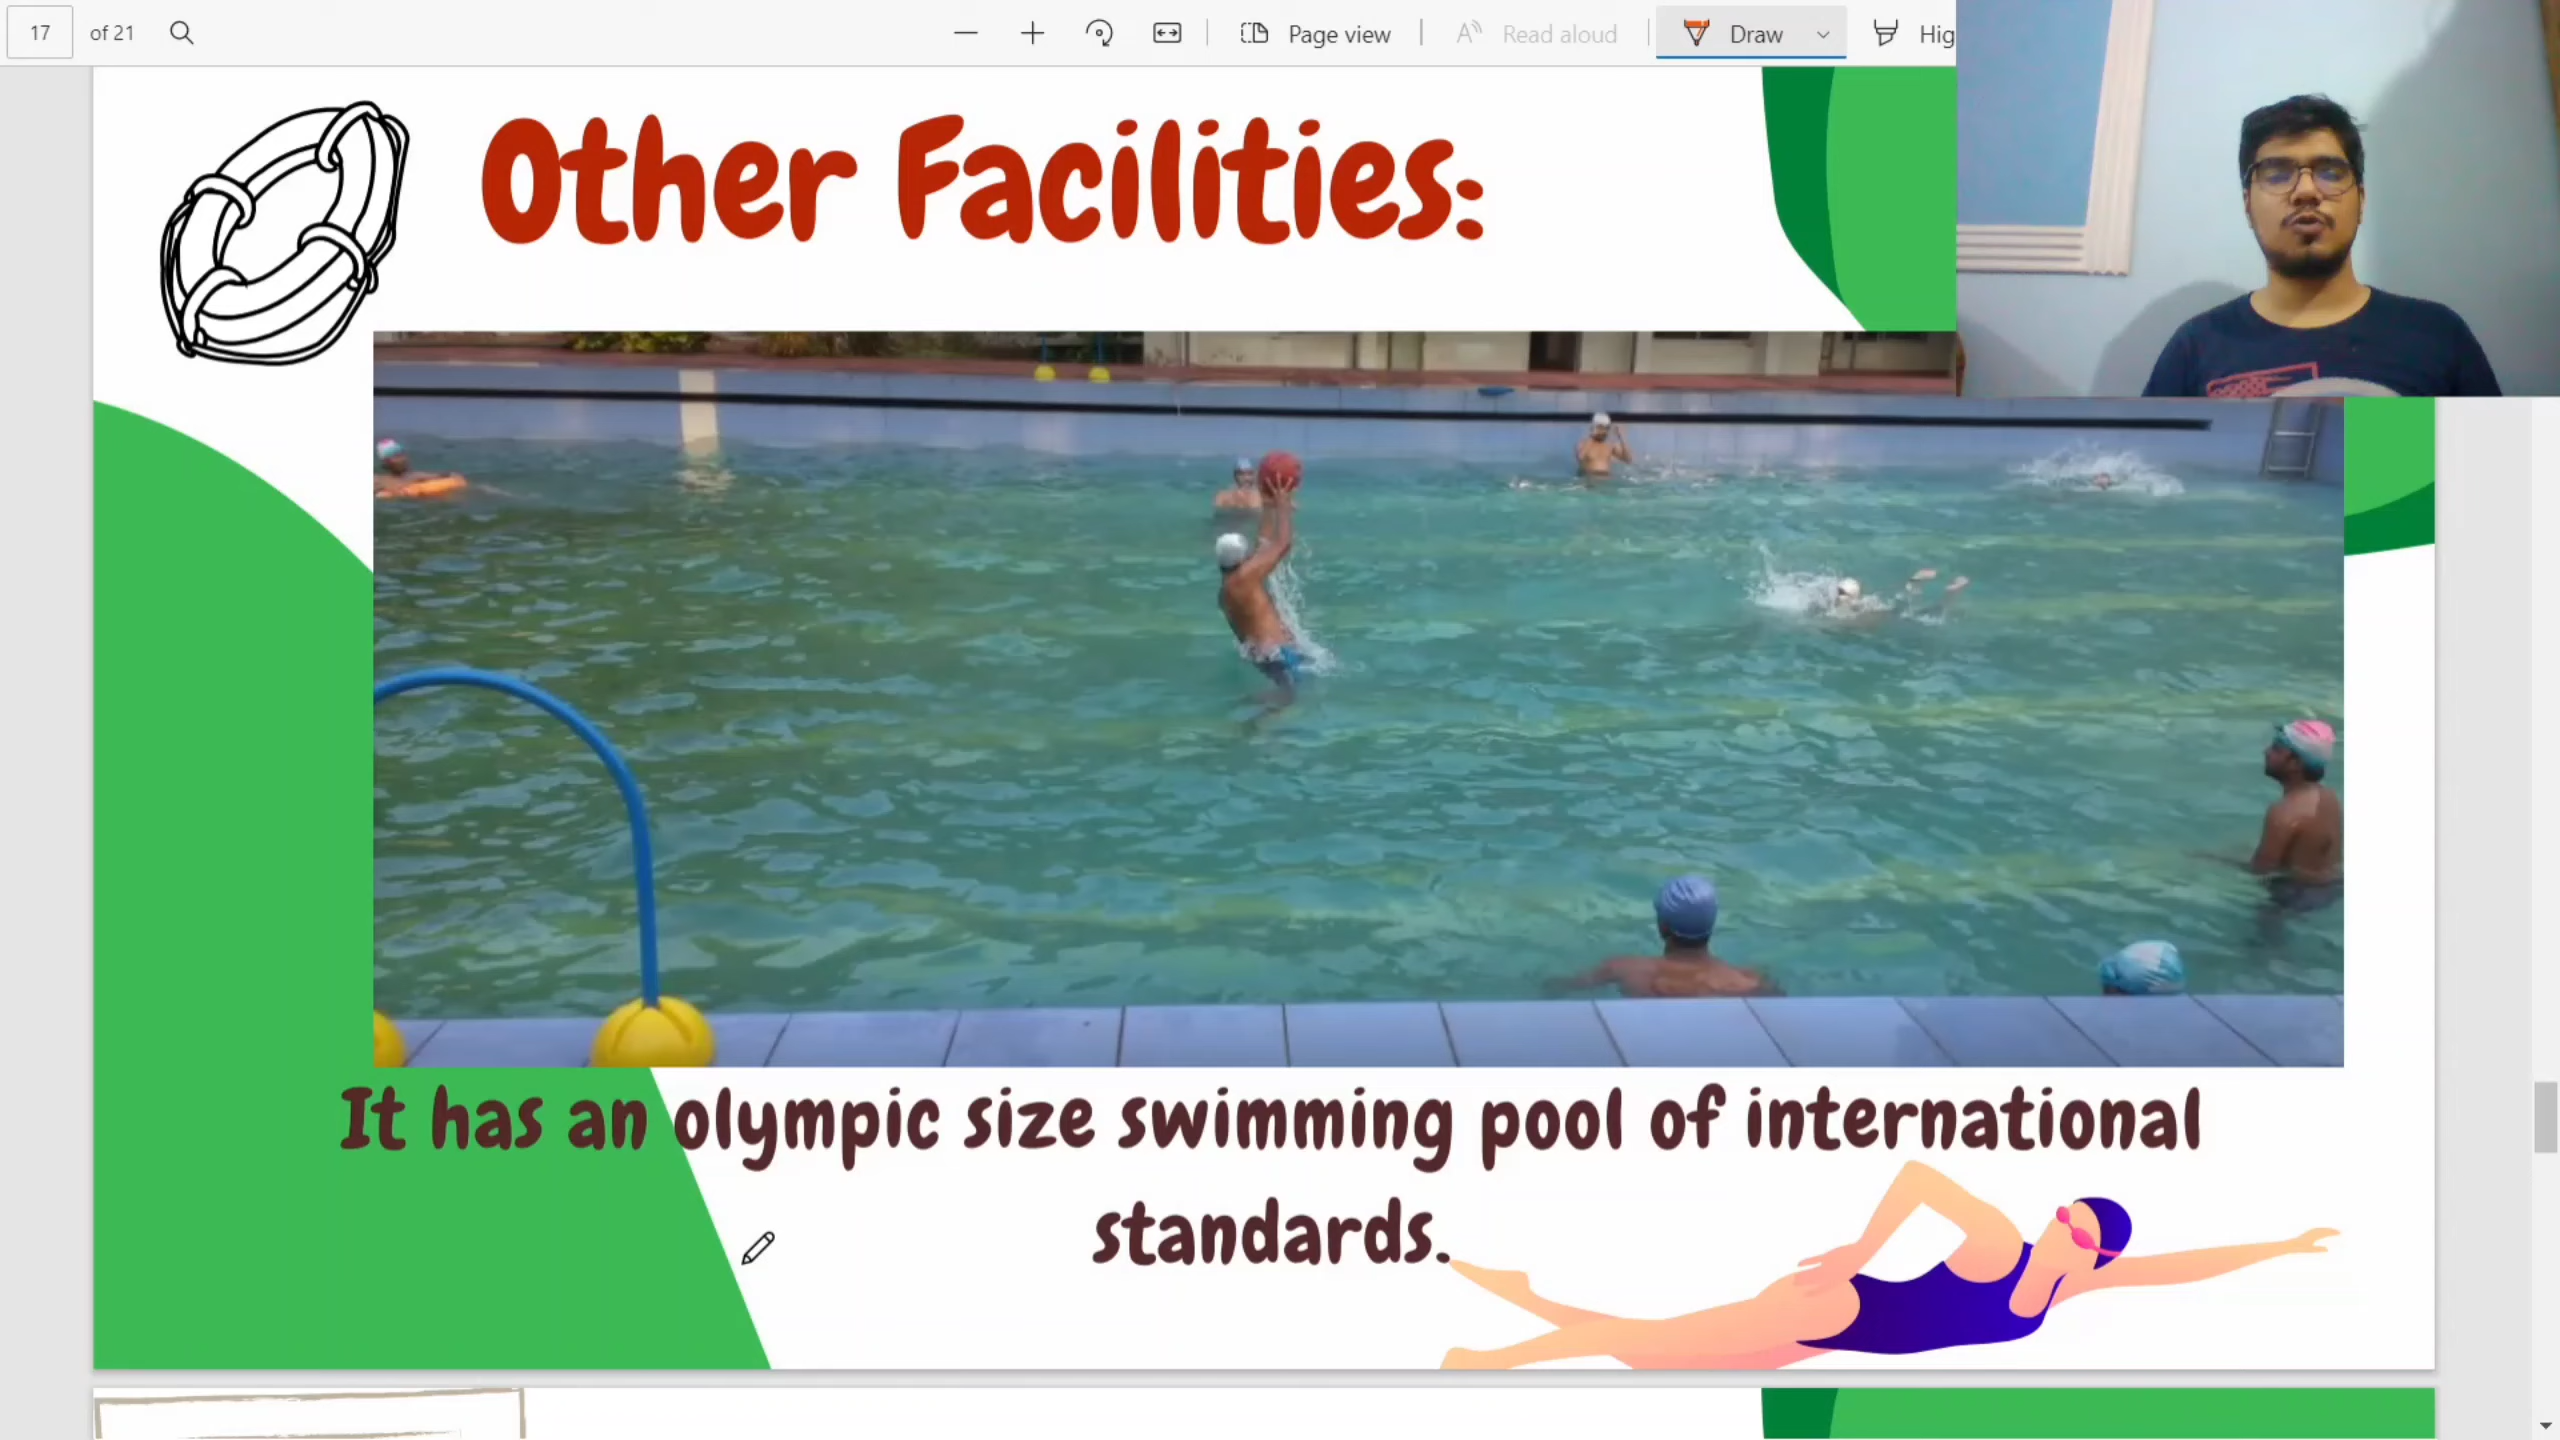 17 of 21
Page view
Read aloud
Draw
Hig
Other Facilities:
It has an olympic size swimming pool of international
standards.